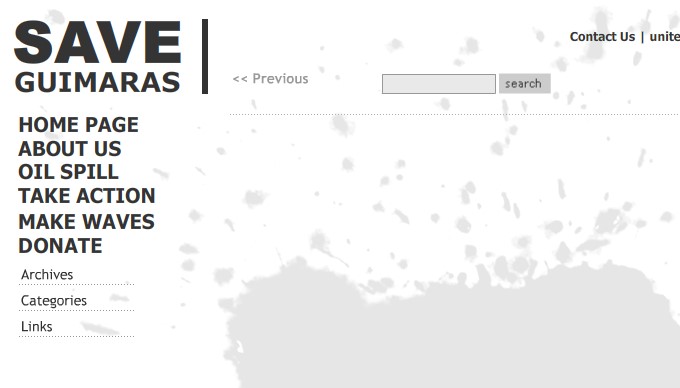 SAVE
GUIMARAS
Contact Us | unite
<< Previous
search
HOME PAGE
ABOUT US
OIL SPILL
TAKE ACTION
MAKE WAVES
DONATE
Archives
Categories
Links